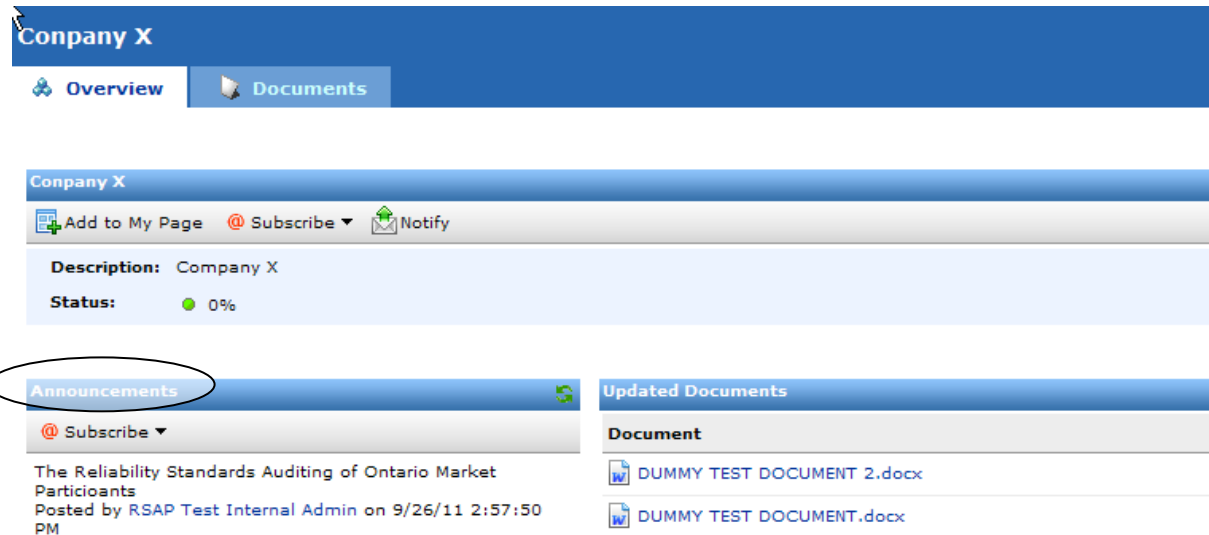 Conpany X
Overview Documents
Conpany X
Add to My Page @ Subscribe Notify
Description: Company X
Status: 0%
Announcements
@ Subscribe
The Reliability Standards Auditing of Ontario Market
Particioants
Posted by RSAP Test Internal Admin on 9/26/11 2:57:50
PM
Updated Documents
Document
DUMMY TEST DOCUMENT 2.docx
DUMMY TEST DOCUMENT.docx